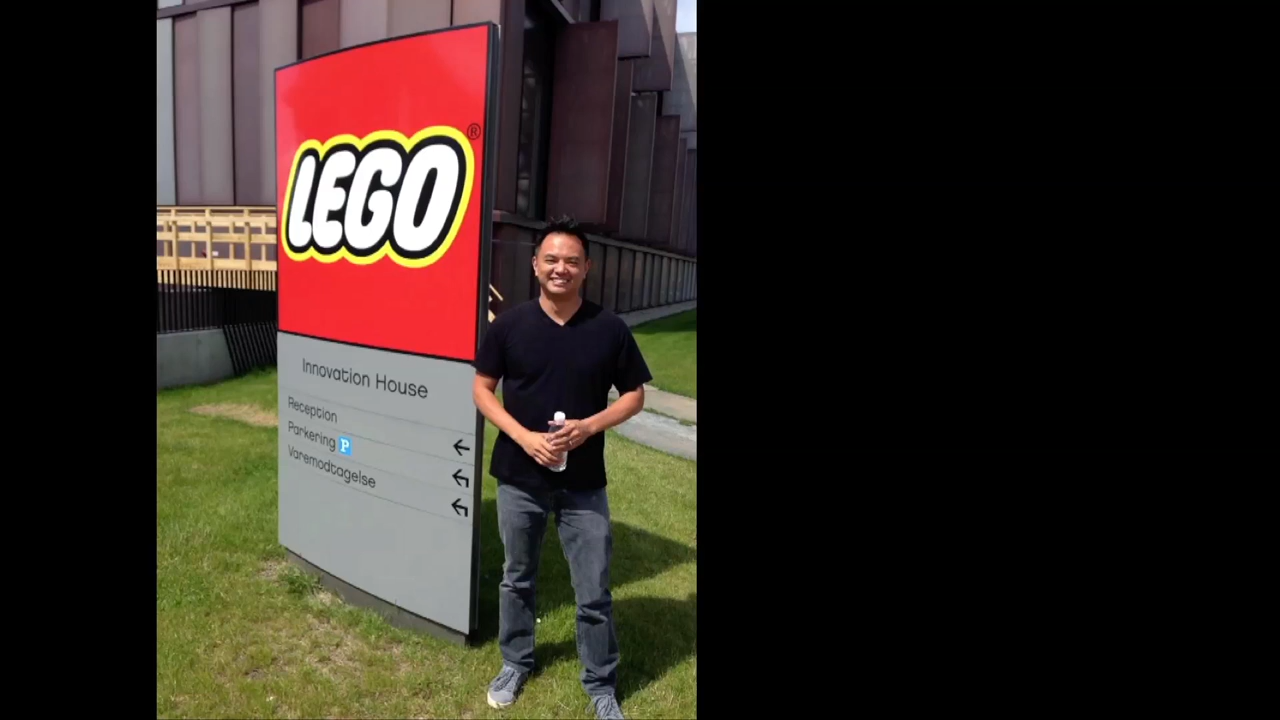 LEGO®
Innovation House
Reception
Parkering P
Varemodtagelse